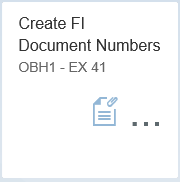 Create FI
Document Numbers
OBH1 - EX 41
...